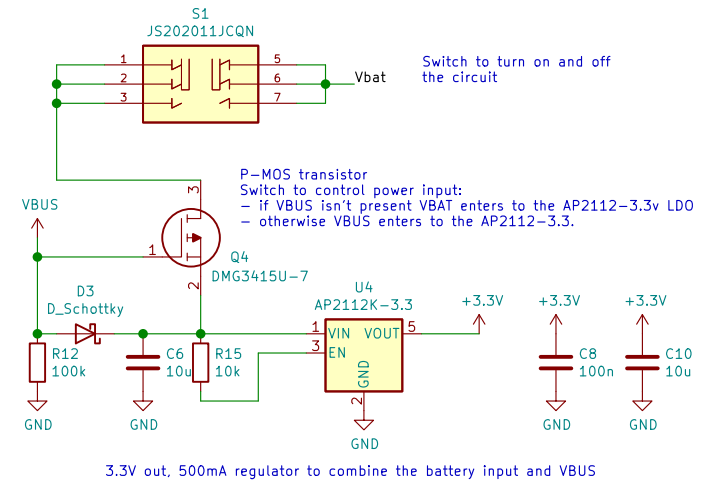 S1
JS202011JCQN
1
2
3
5
6
7
Vbat
Switch to turn on and off
the circuit
P-MOS transistor
Switch to control power input:
- if VBUS isn't present VBAT enters to the AP2112-3.3v LDO
- otherwise VBUS enters to the AP2112-3.3.
3
VBUS
1
Q4
DMG3415U-7
2
D3
D_Schottky
U4
AP2112K-3.3
+3.3V
+3.3V
+3.3V
1
VIN
VOUT
5
3
EN
GND
2
R12
100k
C6
10u
R15
10k
C8
100n
C10
10u
GND
GND
GND
GND
GND
3.3V out, 500mA regulator to combine the battery input and VBUS